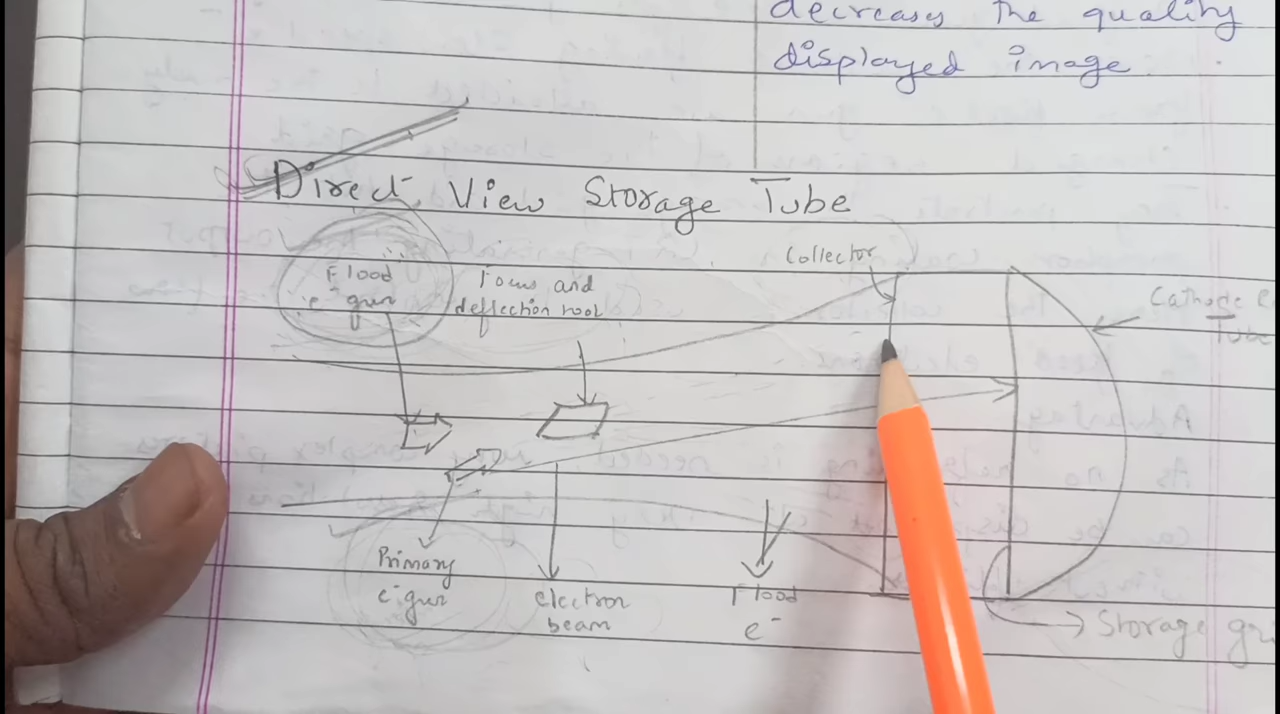 decreases the quality
displayed image
Direct View Storage Tube
Flood
e- gun
Focus and
deflection
Collector
Cathode
Tube
Primary
e- gun
electron
beam
Flood
e-
Storage